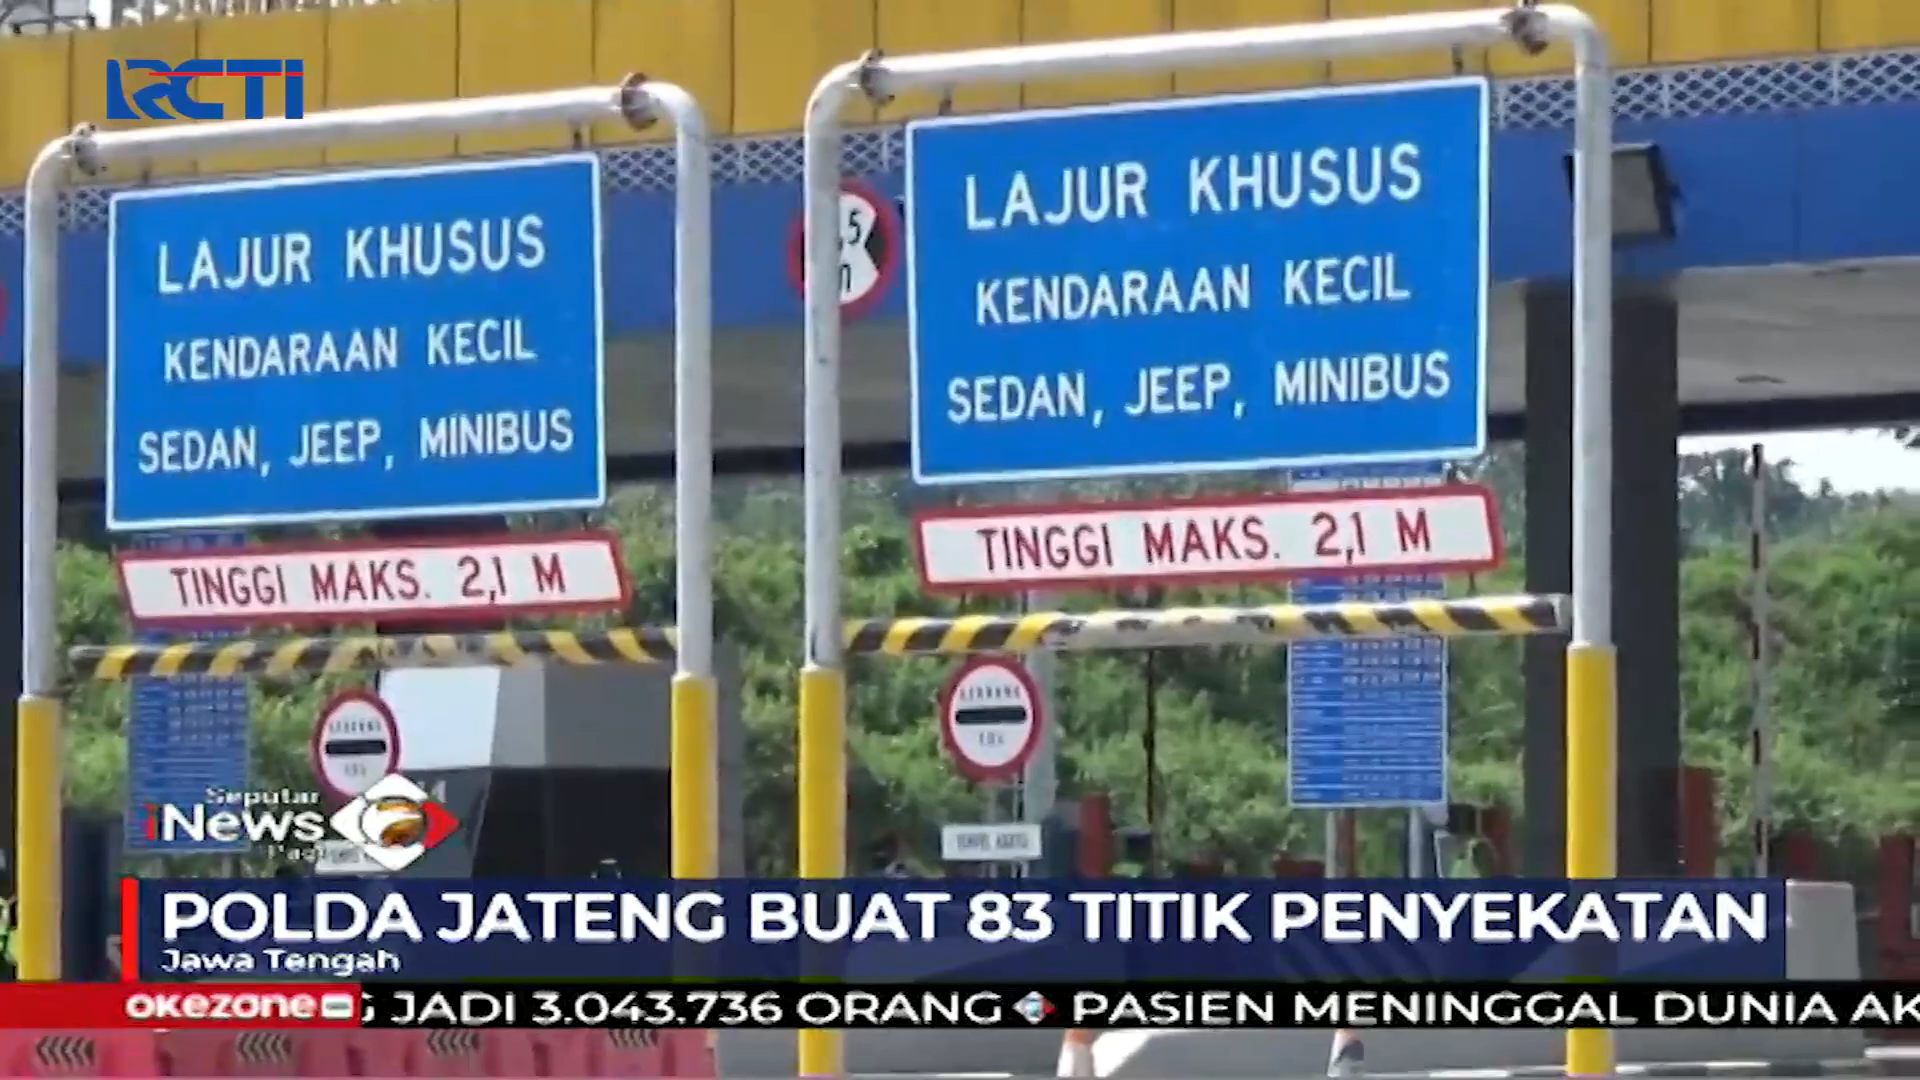 RCTI
LAJUR KHUSUS
KENDARAAN KECIL
SEDAN, JEEP, MINIBUS
TINGGI MAKS. 2,1 M
LAJUR KHUSUS
KENDARAAN KECIL
SEDAN, JEEP, MINIBUS
TINGGI MAKS. 2,1 M
Seputar
iNews
POLDA JATENG BUAT 83 TITIK PENYEKATAN
Jawa Tengah
okezone
G JADI 3.043.736 ORANG PASIEN MENINGGAL DUNIA AK